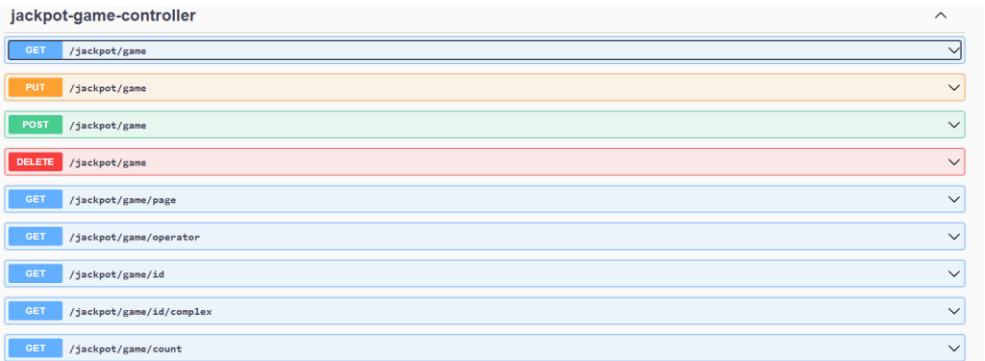 jackpot-game-controller
GET /jackpot/game
PUT /jackpot/game
POST /jackpot/game
DELETE /jackpot/game
GET /jackpot/game/page
GET /jackpot/game/operator
GET /jackpot/game/id
GET /jackpot/game/id/complex
GET /jackpot/game/count